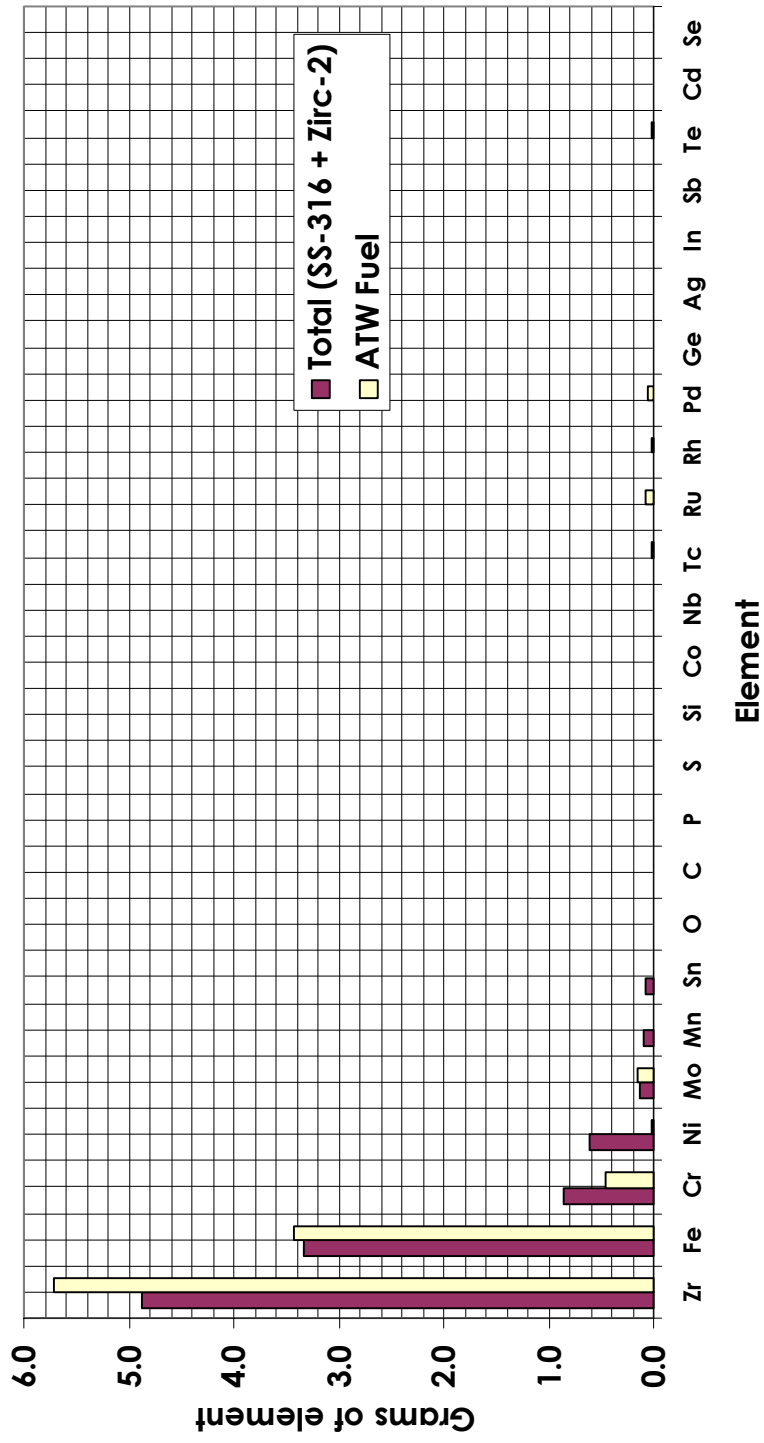 Grams of element
6.0
5.0
4.0
3.0
2.0
1.0
0.0
Total (SS-316 + Zirc-2)
ATW Fuel
Zr Fe Cr Ni Mo Mn Sn O C P S Si Co Nb Tc Ru Rh Pd Ge Ag In Sb Te Cd Se
Element